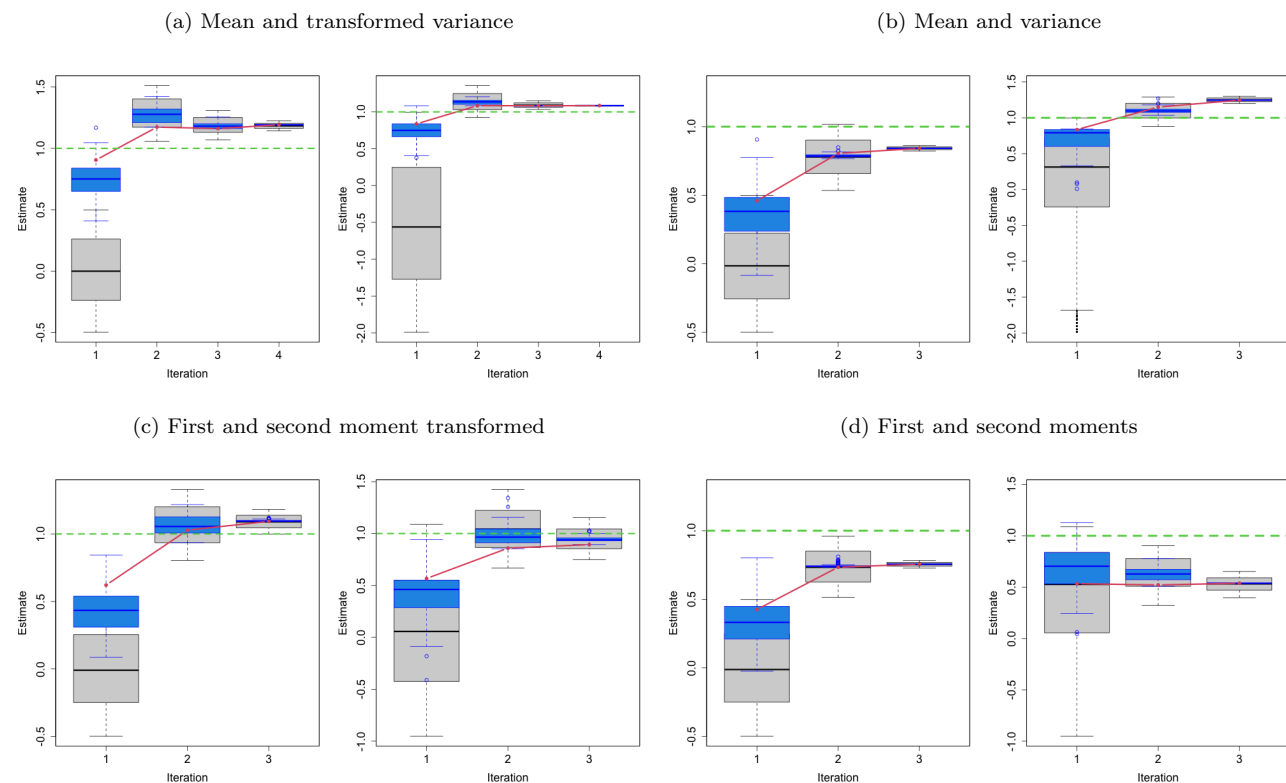 (a) Mean and transformed variance
(b) Mean and variance
Estimate
1.5
1.0
0.5
0.0
-0.5
1 2 3 4
Iteration
Estimate
1.5
1.0
0.5
0.0
-0.5
-1.0
-1.5
-2.0
1 2 3 4
Iteration
Estimate
1.0
0.5
0.0
-0.5
1 2 3
Iteration
Estimate
1.5
1.0
0.5
0.0
-0.5
-1.0
-1.5
-2.0
1 2 3
Iteration
(c) First and second moment transformed
(d) First and second moments
Estimate
1.0
0.5
0.0
-0.5
1 2 3
Iteration
Estimate
1.5
1.0
0.5
0.0
-0.5
-1.0
1 2 3
Iteration
Estimate
1.0
0.5
0.0
-0.5
1 2 3
Iteration
Estimate
1.5
1.0
0.5
0.0
-0.5
-1.0
1 2 3
Iteration